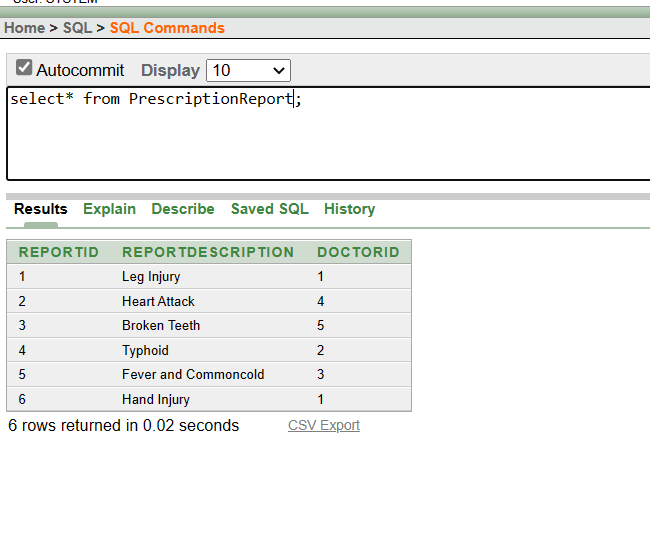 User: SYSTEM
Home > SQL > SQL Commands
Autocommit Display 10
select* from PrescriptionReport;
Results Explain Describe Saved SQL History
REPORTID REPORTDESCRIPTION DOCTORID
1 Leg Injury 1
2 Heart Attack 4
3 Broken Teeth 5
4 Typhoid 2
5 Fever and Commoncold 3
6 Hand Injury 1
6 rows returned in 0.02 seconds CSV Export